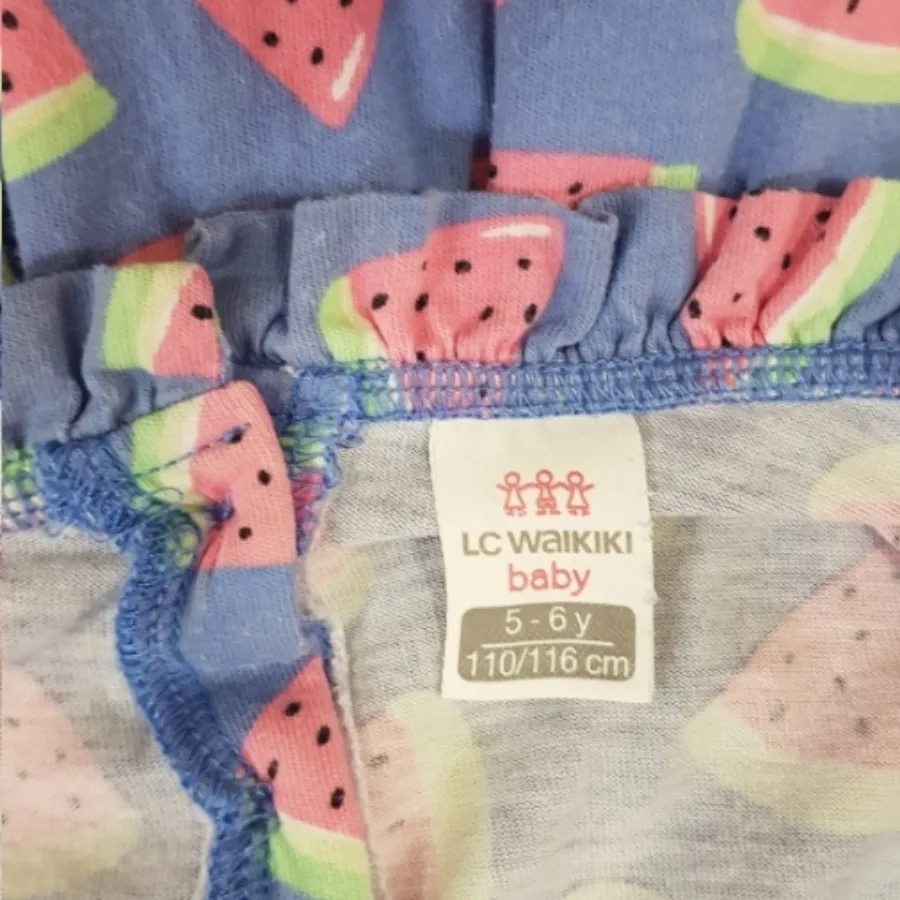 LC WAIKIKI
baby
5 - 6 y
110/116 cm